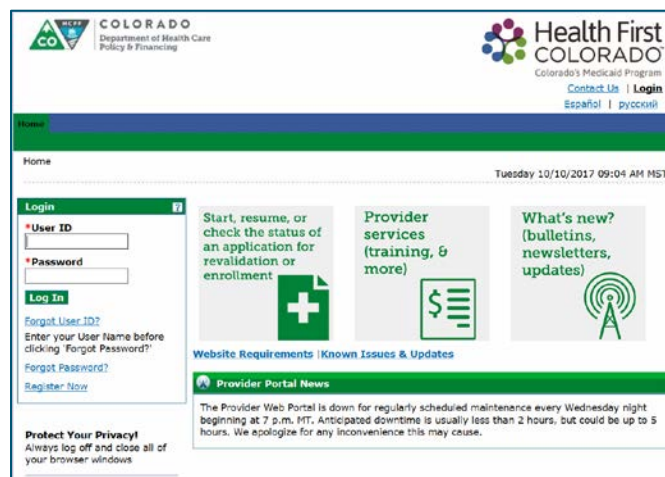 HCPF
CO
COLORADO
Department of Health Care
Policy & Financing
Health First
COLORADO
Colorado's Medicaid Program
Contact Us | Login
Español | русский
Home
Home
Tuesday 10/10/2017 09:04 AM MST
Login ?
*User ID
*Password
Log In
Forgot User ID?
Enter your User Name before
clicking 'Forgot Password?'
Forgot Password?
Register Now
Protect Your Privacy!
Always log off and close all of
your browser windows
Start, resume, or
check the status of
an application for
revalidation or
enrollment
Provider
services
(training, &
more)
$
What's new?
(bulletins,
newsletters,
updates)
Website Requirements |Known Issues & Updates
Provider Portal News
The Provider Web Portal is down for regularly scheduled maintenance every Wednesday night
beginning at 7 p.m. MT. Anticipated downtime is usually less than 2 hours, but could be up to 5
hours. We apologize for any inconvenience this may cause.